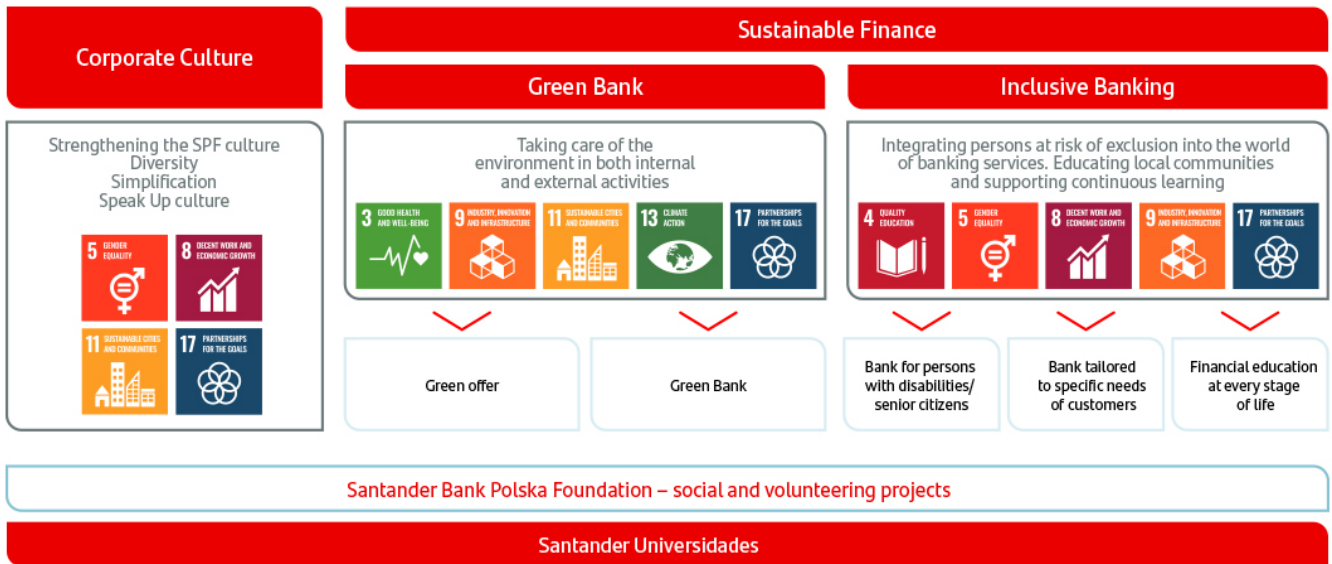 Corporate Culture
Strengthening the SPF culture
Diversity
Simplification
Speak Up culture
5 GENDER
EQUALITY
8 DECENT WORK AND
ECONOMIC GROWTH
11 SUSTAINABLE CITIES
AND COMMUNITIES
17 PARTNERSHIPS
FOR THE GOALS
Sustainable Finance
Green Bank
Taking care of the
environment in both internal
and external activities
3 GOOD HEALTH
AND WELL-BEING
9 INDUSTRY, INNOVATION
AND INFRASTRUCTURE
11 SUSTAINABLE CITIES
AND COMMUNITIES
13 CLIMATE
ACTION
17 PARTNERSHIPS
FOR THE GOALS
Green offer
Green Bank
Inclusive Banking
Integrating persons at risk of exclusion into the world
of banking services. Educating local communities
and supporting continuous learning
4 QUALITY
EDUCATION
5 GENDER
EQUALITY
8 DECENT WORK AND
ECONOMIC GROWTH
9 INDUSTRY, INNOVATION
AND INFRASTRUCTURE
17 PARTNERSHIPS
FOR THE GOALS
Bank for persons
with disabilities/
senior citizens
Bank tailored
to specific needs
of customers
Financial education
at every stage
of life
Santander Bank Polska Foundation – social and volunteering projects
Santander Universidades